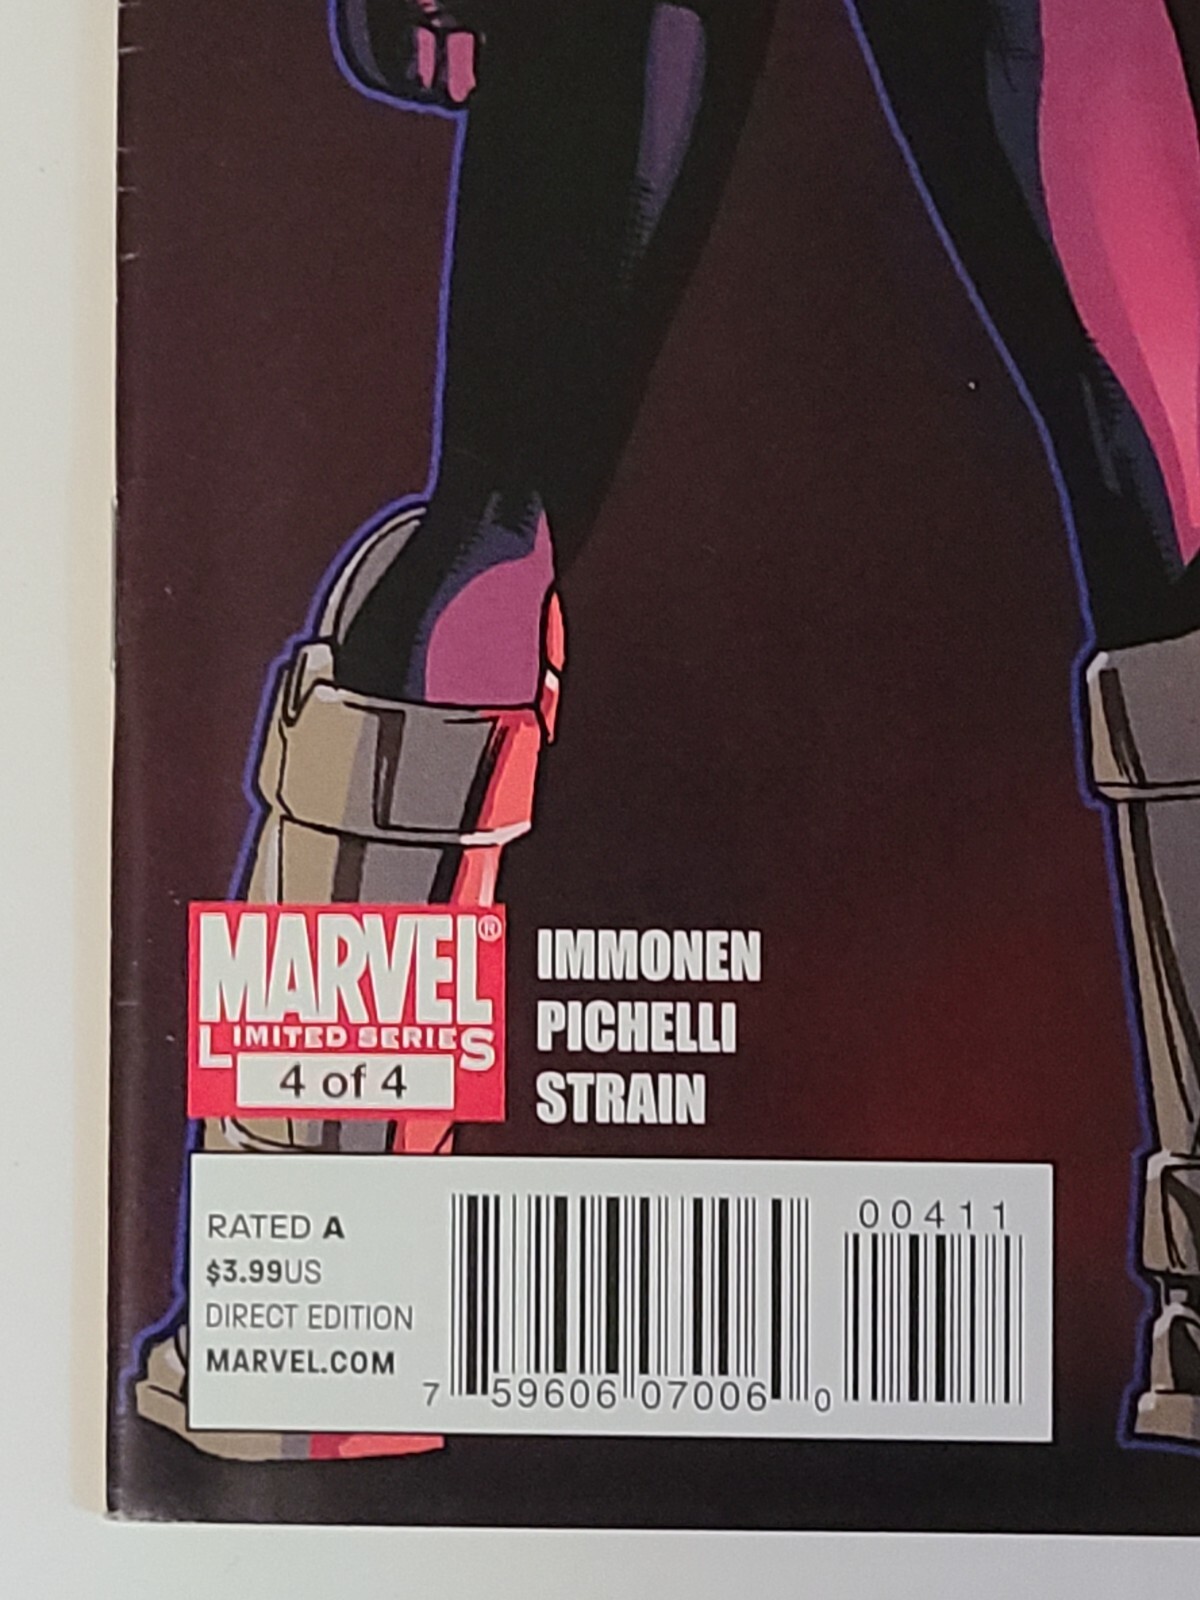 MARVEL®
LIMITED SERIES
4 of 4
IMMONEN
PICHELLI
STRAIN
RATED A
$3.99US
DIRECT EDITION
MARVEL.COM
00411
7 59606 07006 0